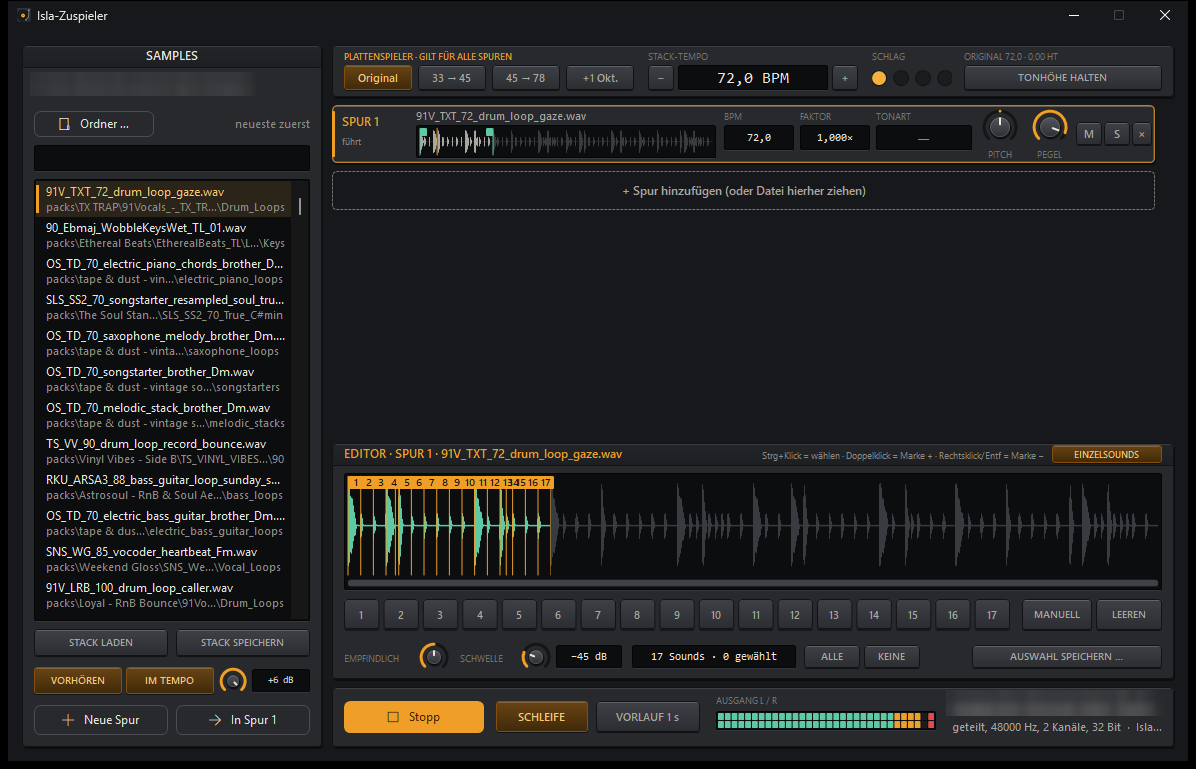 Isla-Zuspieler
SAMPLES
Ordner ...
neueste zuerst
91V_TXT_72_drum_loop_gaze.wav
packs\TX TRAP\91Vocals_-_TX_TR...\Drum_Loops
90_Ebmaj_WobbleKeysWet_TL_01.wav
packs\Ethereal Beats\EtherealBeats_TL\L...\Keys
OS_TD_70_electric_piano_chords_brother_D...
packs\tape & dust - vin...\electric_piano_loops
SLS_SS2_70_songstarter_resampled_soul_tru...
packs\The Soul Stan...\SLS_SS2_70_True_C#min
OS_TD_70_saxophone_melody_brother_Dm....
packs\tape & dust - vinta...\saxophone_loops
OS_TD_70_songstarter_brother_Dm.wav
packs\tape & dust - vintage so...\songstarters
OS_TD_70_melodic_stack_brother_Dm.wav
packs\tape & dust - vintage s...\melodic_stacks
TS_VV_90_drum_loop_record_bounce.wav
packs\Vinyl Vibes - Side B\TS_VINYL_VIBES...\90
RKU_ARSA3_88_bass_guitar_loop_sunday_s...
packs\Astrosoul - RnB & Soul Ae...\bass_loops
OS_TD_70_electric_bass_guitar_brother_Dm....
packs\tape & dus...\electric_bass_guitar_loops
SNS_WG_85_vocoder_heartbeat_Fm.wav
packs\Weekend Gloss\SNS_We...\Vocal_Loops
91V_LRB_100_drum_loop_caller.wav
packs\Loyal - RnB Bounce\91Vo...\Drum_Loops
STACK LADEN
STACK SPEICHERN
VORHÖREN
IM TEMPO
+6 dB
+ Neue Spur
→ In Spur 1
PLATTENSPIELER · GILT FÜR ALLE SPUREN
STACK-TEMPO
SCHLAG
ORIGINAL 72,0 · 0,00 HT
Original
33 → 45
45 → 78
+1 Okt.
−
72,0 BPM
+
TONHÖHE HALTEN
SPUR 1
führt
91V_TXT_72_drum_loop_gaze.wav
BPM
FAKTOR
TONART
72,0
1,000×
—
PITCH
PEGEL
M
S
×
+ Spur hinzufügen (oder Datei hierher ziehen)
EDITOR · SPUR 1 · 91V_TXT_72_drum_loop_gaze.wav
Strg+Klick = wählen · Doppelklick = Marke + · Rechtsklick/Entf = Marke −
EINZELSOUNDS
1 2 3 4 5 6 7 8 9 10 11 12 13 14 15 16 17
1 2 3 4 5 6 7 8 9 10 11 12 13 14 15 16 17
MANUELL
LEEREN
EMPFINDLICH
SCHWELLE
−45 dB
17 Sounds · 0 gewählt
ALLE
KEINE
AUSWAHL SPEICHERN ...
Stopp
SCHLEIFE
VORLAUF 1 s
AUSGANG L / R
geteilt, 48000 Hz, 2 Kanäle, 32 Bit · Isla...